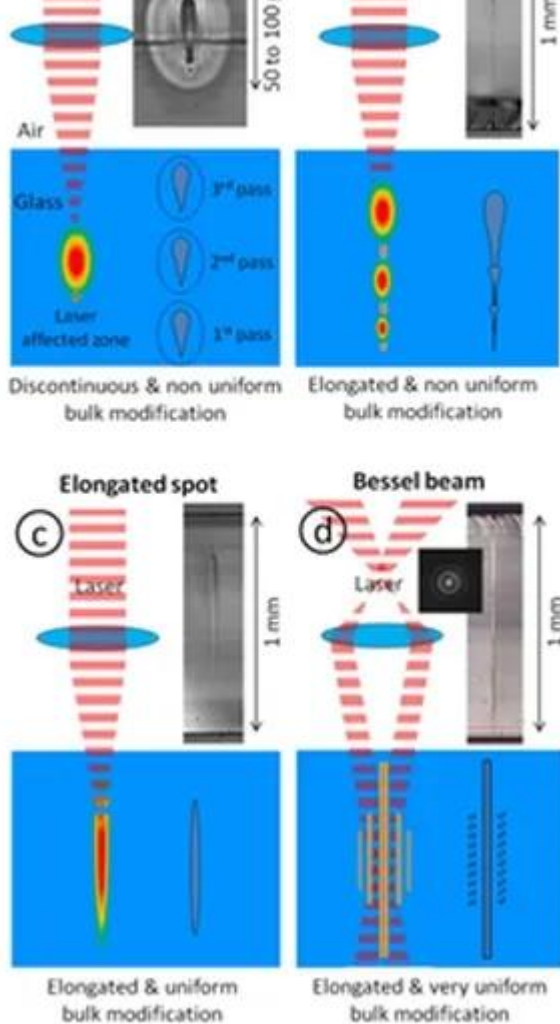 50 to 100
1 mm
Air
Glass
3rd pass
2nd pass
1st pass
Laser
affected zone
Discontinuous & non uniform
bulk modification
Elongated & non uniform
bulk modification
Elongated spot
Bessel beam
c
d
Laser
1 mm
Laser
1 mm
Elongated & uniform
bulk modification
Elongated & very uniform
bulk modification